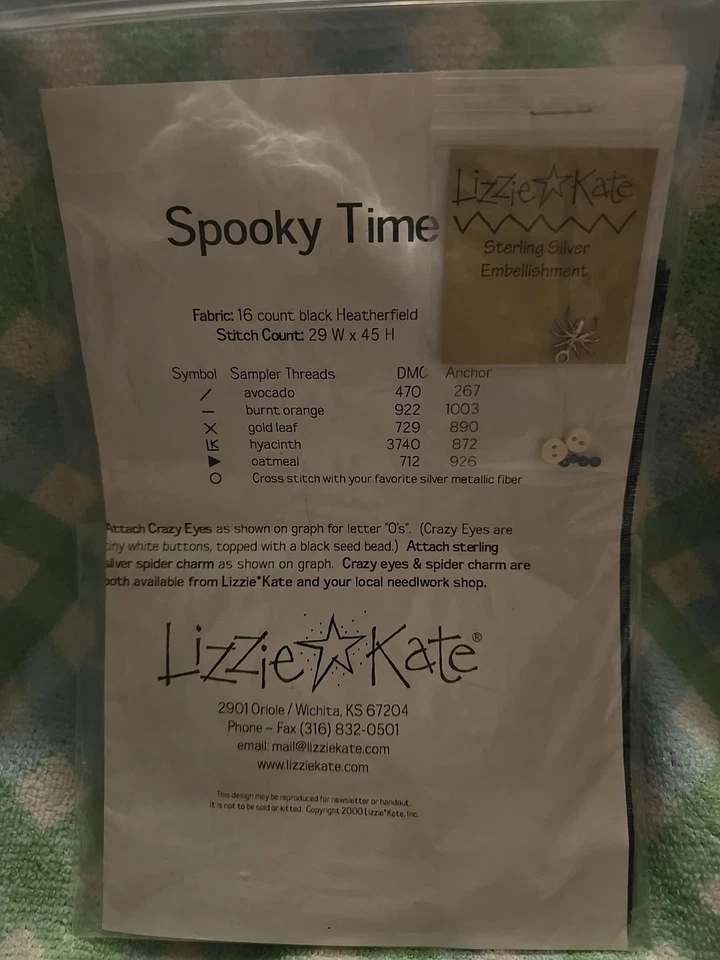 Lizzie Kate
Sterling Silver
Embellishment
Spooky Time
Fabric: 16 count black Heatherfield
Stitch Count: 29 W x 45 H
Symbol Sampler Threads DMC Anchor
/ avocado 470 267
— burnt orange 922 1003
X gold leaf 729 890
LK hyacinth 3740 872
▶ oatmeal 712 926
O Cross stitch with your favorite silver metallic fiber
Attach Crazy Eyes as shown on graph for letter "O's". (Crazy Eyes are
tiny white buttons, topped with a black seed bead.) Attach sterling
silver spider charm as shown on graph. Crazy eyes & spider charm are
both available from Lizzie*Kate and your local needlwork shop.
Lizzie Kate®
2901 Oriole / Wichita, KS 67204
Phone – Fax (316) 832-0501
email: mail@lizziekate.com
www.lizziekate.com
This design may be reproduced for newsletter or handout.
It is not to be sold or kitted. Copyright 2000 Lizzie*Kate, Inc.